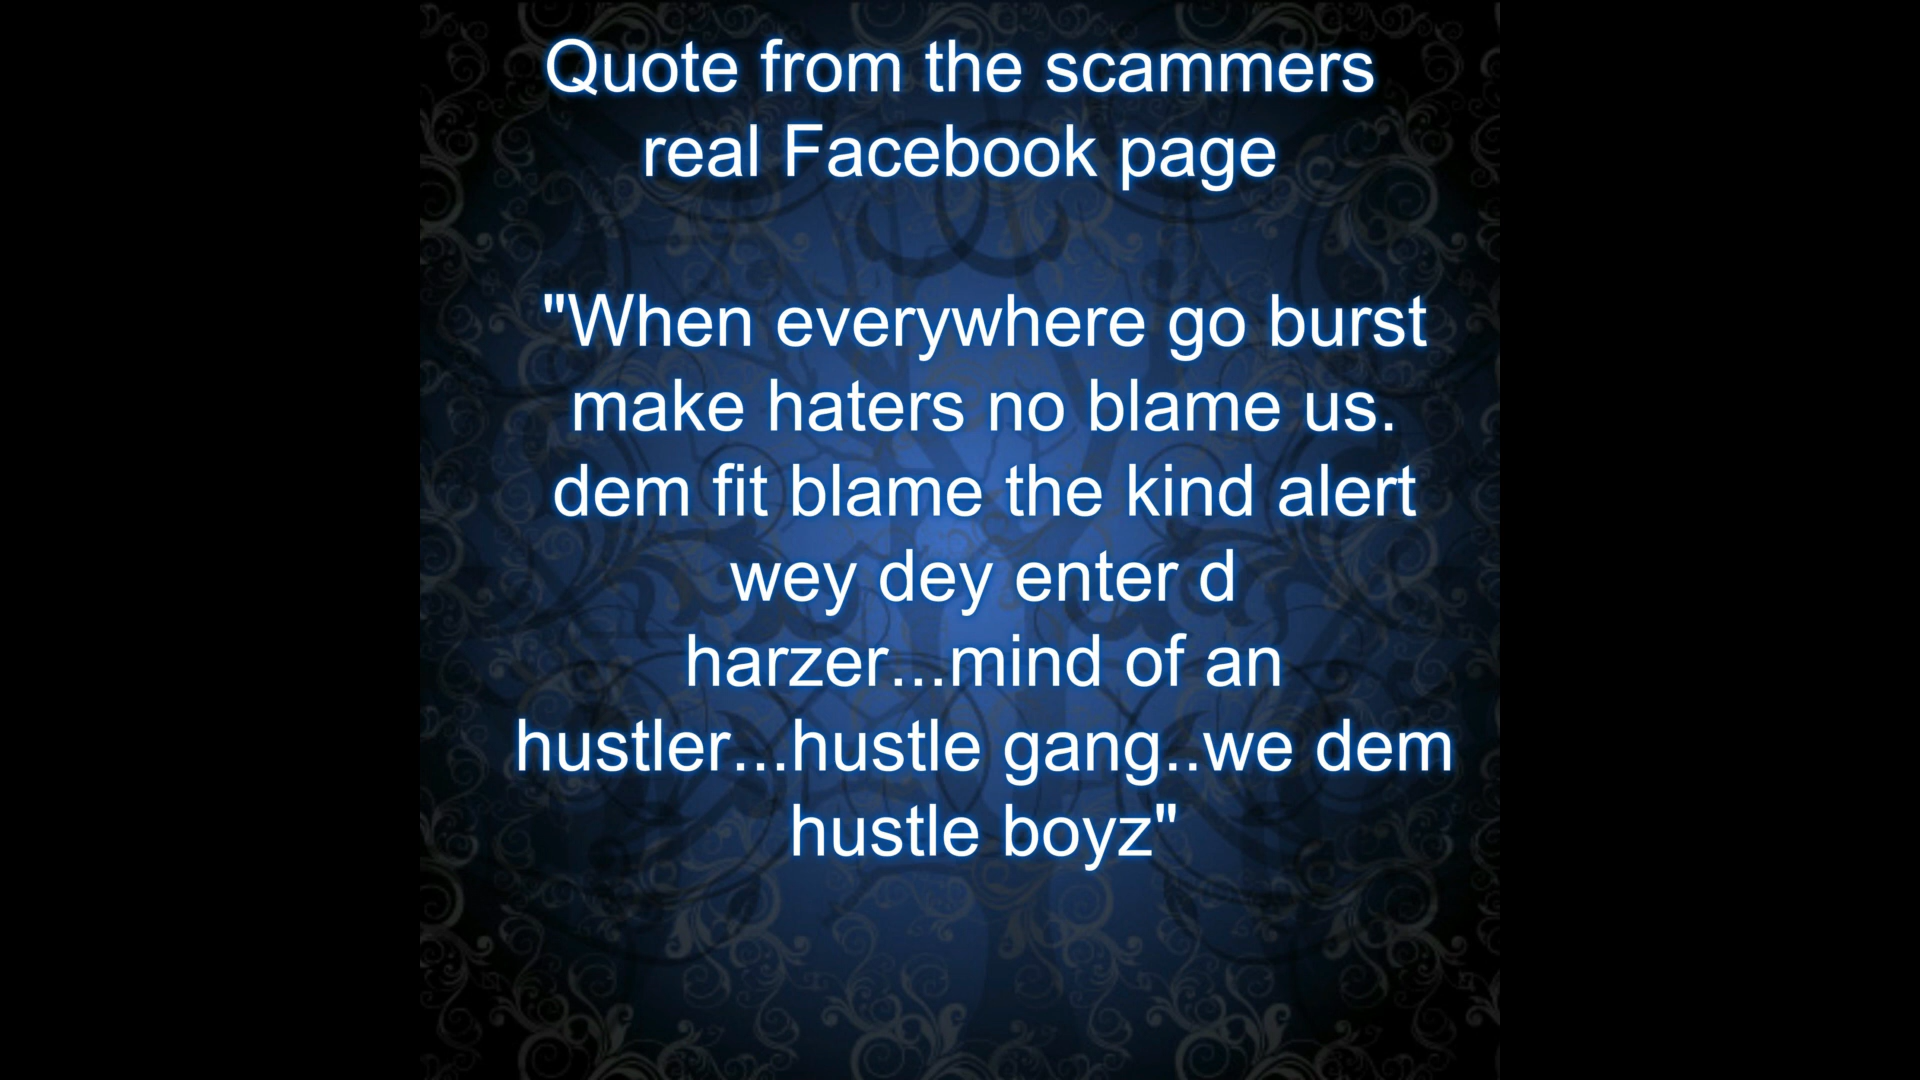 Quote from the scammers
real Facebook page
"When everywhere go burst
make haters no blame us.
dem fit blame the kind alert
wey dey enter d
harzer...mind of an
hustler...hustle gang..we dem
hustle boyz"